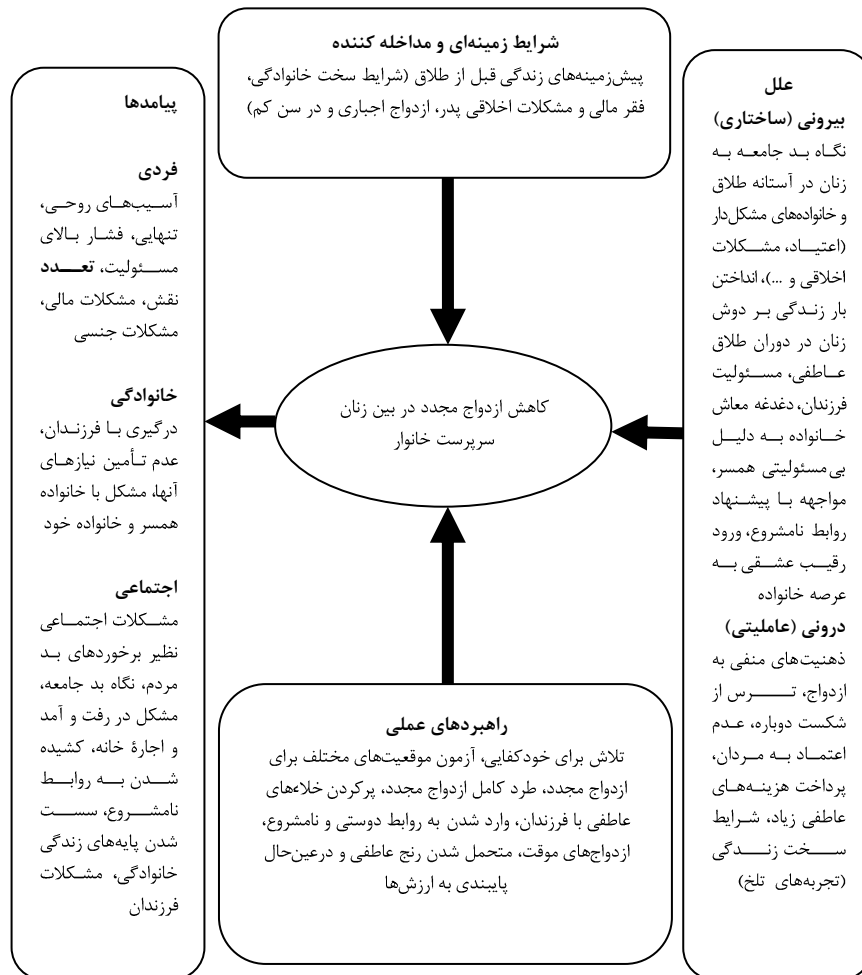 شرایط زمینه‌ای و مداخله کننده
پیش‌زمینه‌های زندگی قبل از طلاق (شرایط سخت خانوادگی،
فقر مالی و مشکلات اخلاقی پدر، ازدواج اجباری و در سن کم)
علل
بیرونی (ساختاری)
نگاه بد جامعه به
زنان در آستانه طلاق
و خانواده‌های مشکل‌دار
(اعتیاد، مشکلات
اخلاقی و ...)، انداختن
بار زندگی بر دوش
زنان در دوران طلاق
عاطفی، مسئولیت
فرزندان، دغدغه معاش
خانواده به دلیل
بی‌مسئولیتی همسر،
مواجهه با پیشنهاد
روابط نامشروع، ورود
رقیب عشقی به
عرصه خانواده
درونی (عاملیتی)
ذهنیت‌های منفی به
ازدواج، ترس از
شکست دوباره، عدم
اعتماد به مردان،
پرداخت هزینه‌های
عاطفی زیاد، شرایط
سخت زندگی
(تجربه‌های تلخ)
کاهش ازدواج مجدد در بین زنان
سرپرست خانوار
راهبردهای عملی
تلاش برای خودکفایی، آزمون موقعیت‌های مختلف برای
ازدواج مجدد، طرد کامل ازدواج مجدد، پرکردن خلاءهای
عاطفی با فرزندان، وارد شدن به روابط دوستی و نامشروع،
ازدواج‌های موقت، متحمل شدن رنج عاطفی و درعین‌حال
پایبندی به ارزش‌ها
پیامدها
فردی
آسیب‌های روحی،
تنهایی، فشار بالای
مسئولیت، تعدد
نقش، مشکلات مالی،
مشکلات جنسی
خانوادگی
درگیری با فرزندان،
عدم تأمین نیازهای
آنها، مشکل با خانواده
همسر و خانواده خود
اجتماعی
مشکلات اجتماعی
نظیر برخوردهای بد
مردم، نگاه بد جامعه،
مشکل در رفت و آمد
و اجارۀ خانه، کشیده
شدن به روابط
نامشروع، سست
شدن پایه‌های زندگی
خانوادگی، مشکلات
فرزندان